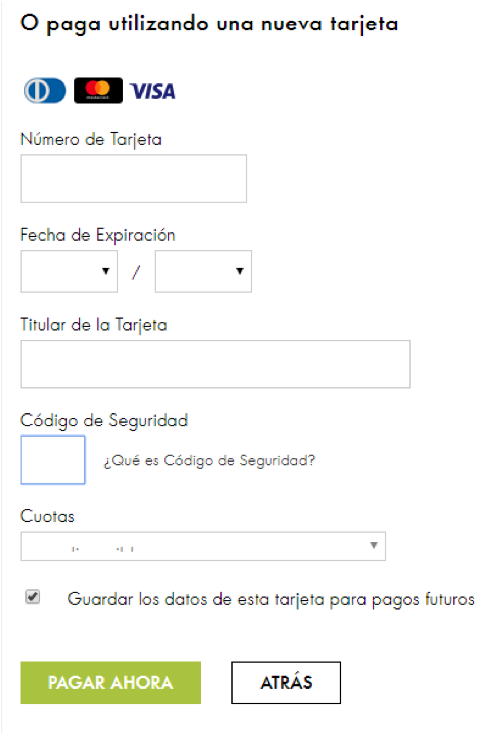 O paga utilizando una nueva tarjeta
VISA
Número de Tarjeta
Fecha de Expiración
/
Titular de la Tarjeta
Código de Seguridad
¿Qué es Código de Seguridad?
Cuotas
Guardar los datos de esta tarjeta para pagos futuros
PAGAR AHORA ATRÁS